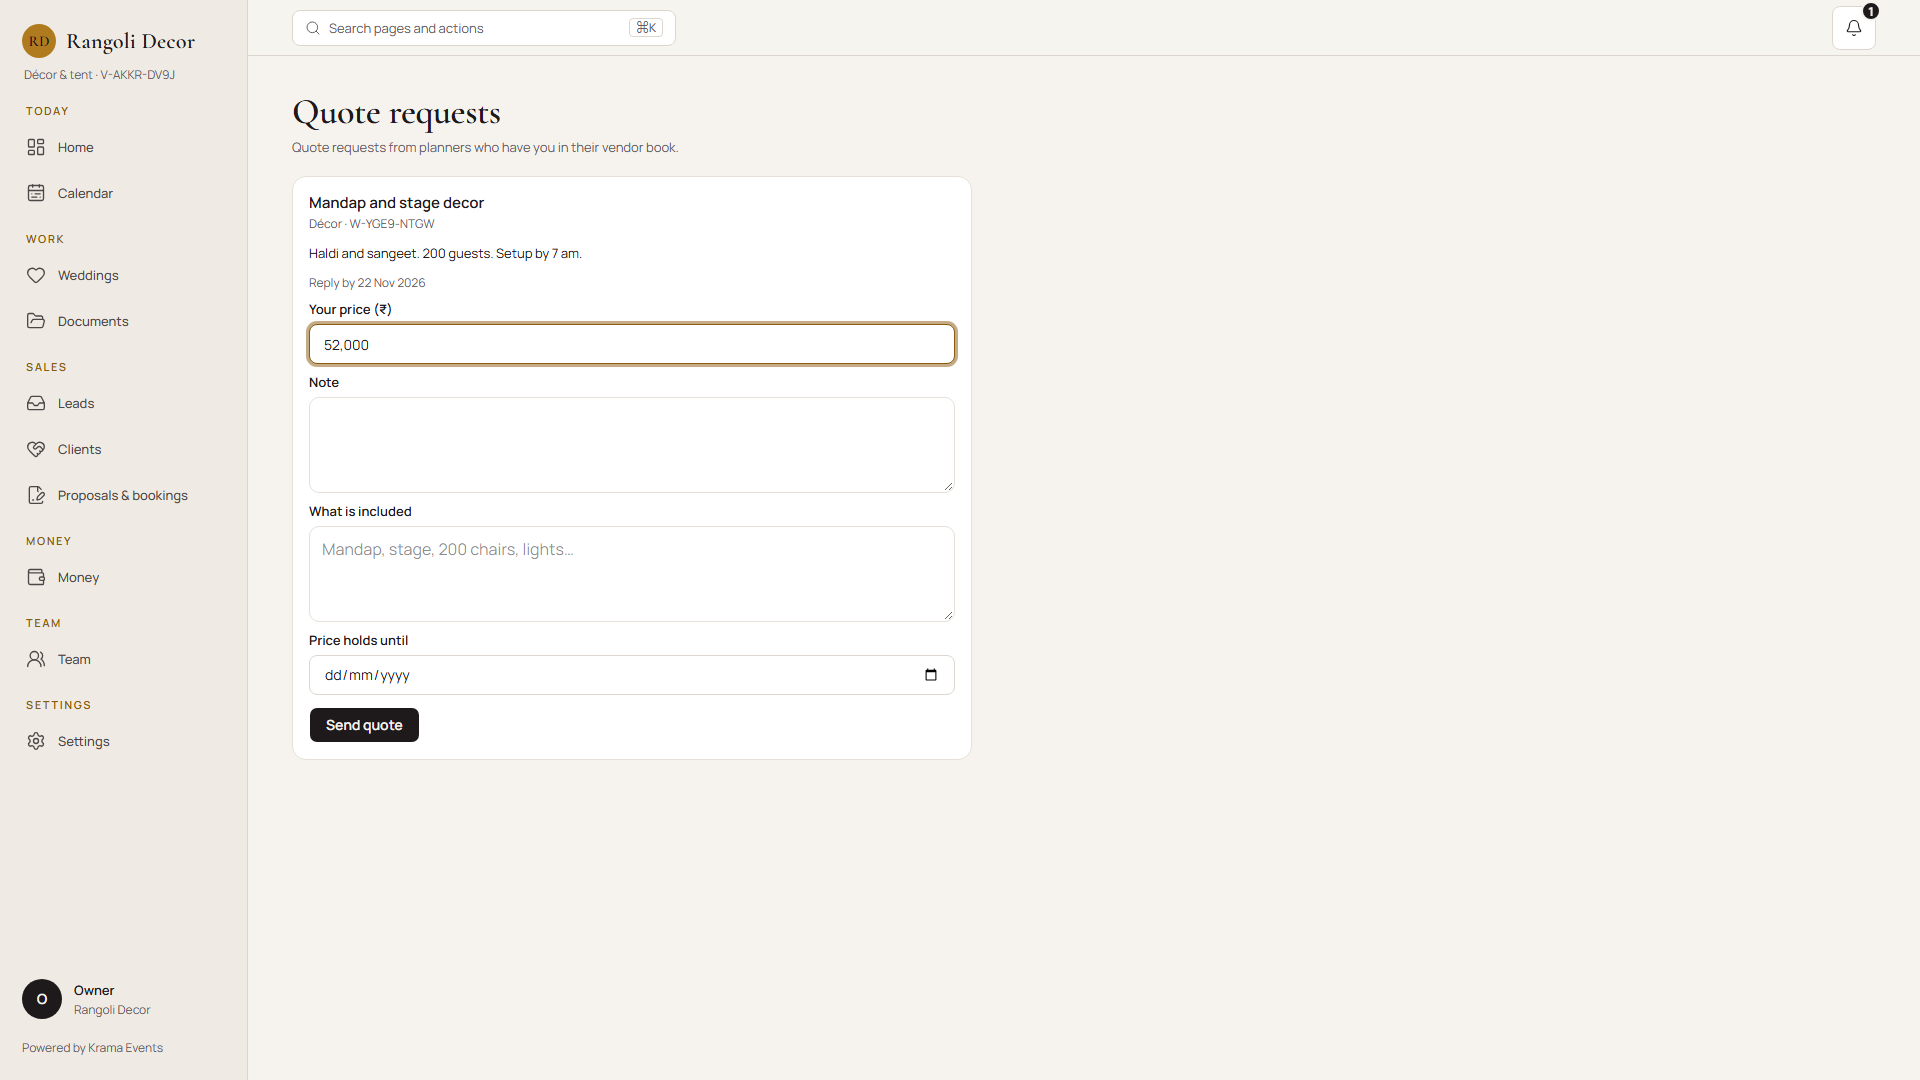 RD Rangoli Decor
Décor & tent · V-AKKR-DV9J
TODAY
Home
Calendar
WORK
Weddings
Documents
SALES
Leads
Clients
Proposals & bookings
MONEY
Money
TEAM
Team
SETTINGS
Settings
O
Owner
Rangoli Decor
Powered by Krama Events
Search pages and actions ⌘K
1
Quote requests
Quote requests from planners who have you in their vendor book.
Mandap and stage decor
Décor · W-YGE9-NTGW
Haldi and sangeet. 200 guests. Setup by 7 am.
Reply by 22 Nov 2026
Your price (₹)
52,000
Note
What is included
Mandap, stage, 200 chairs, lights...
Price holds until
dd/mm/yyyy
Send quote